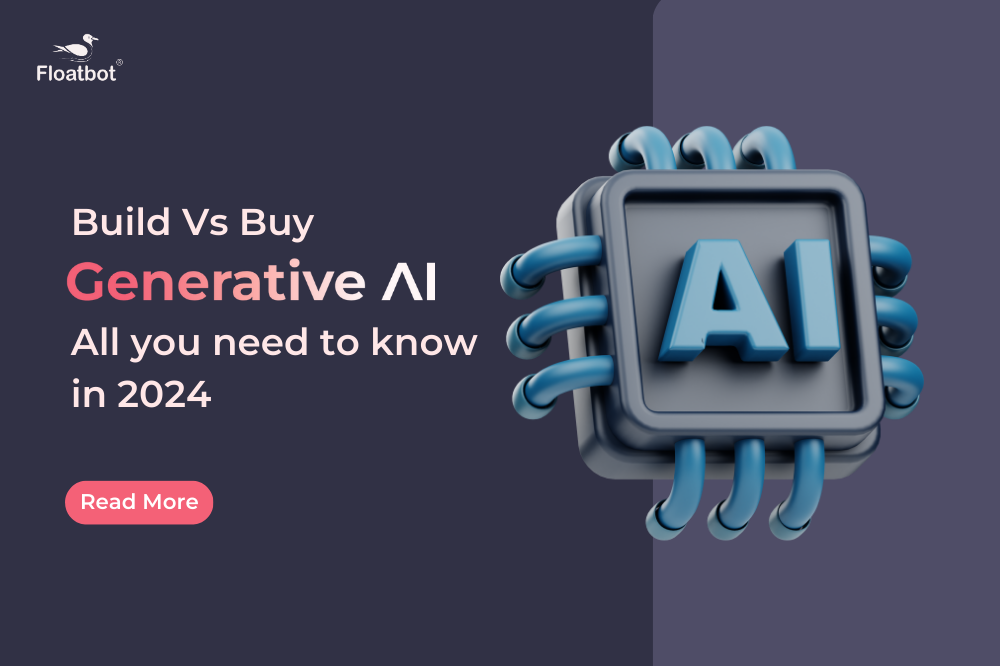 Floatbot®
Build Vs Buy
Generative AI
All you need to know
in 2024
Read More
AI